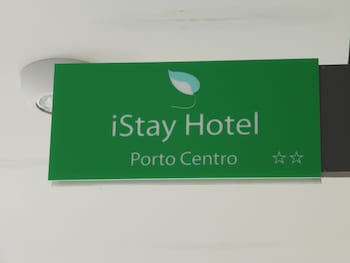 iStay Hotel
Porto Centro ☆☆